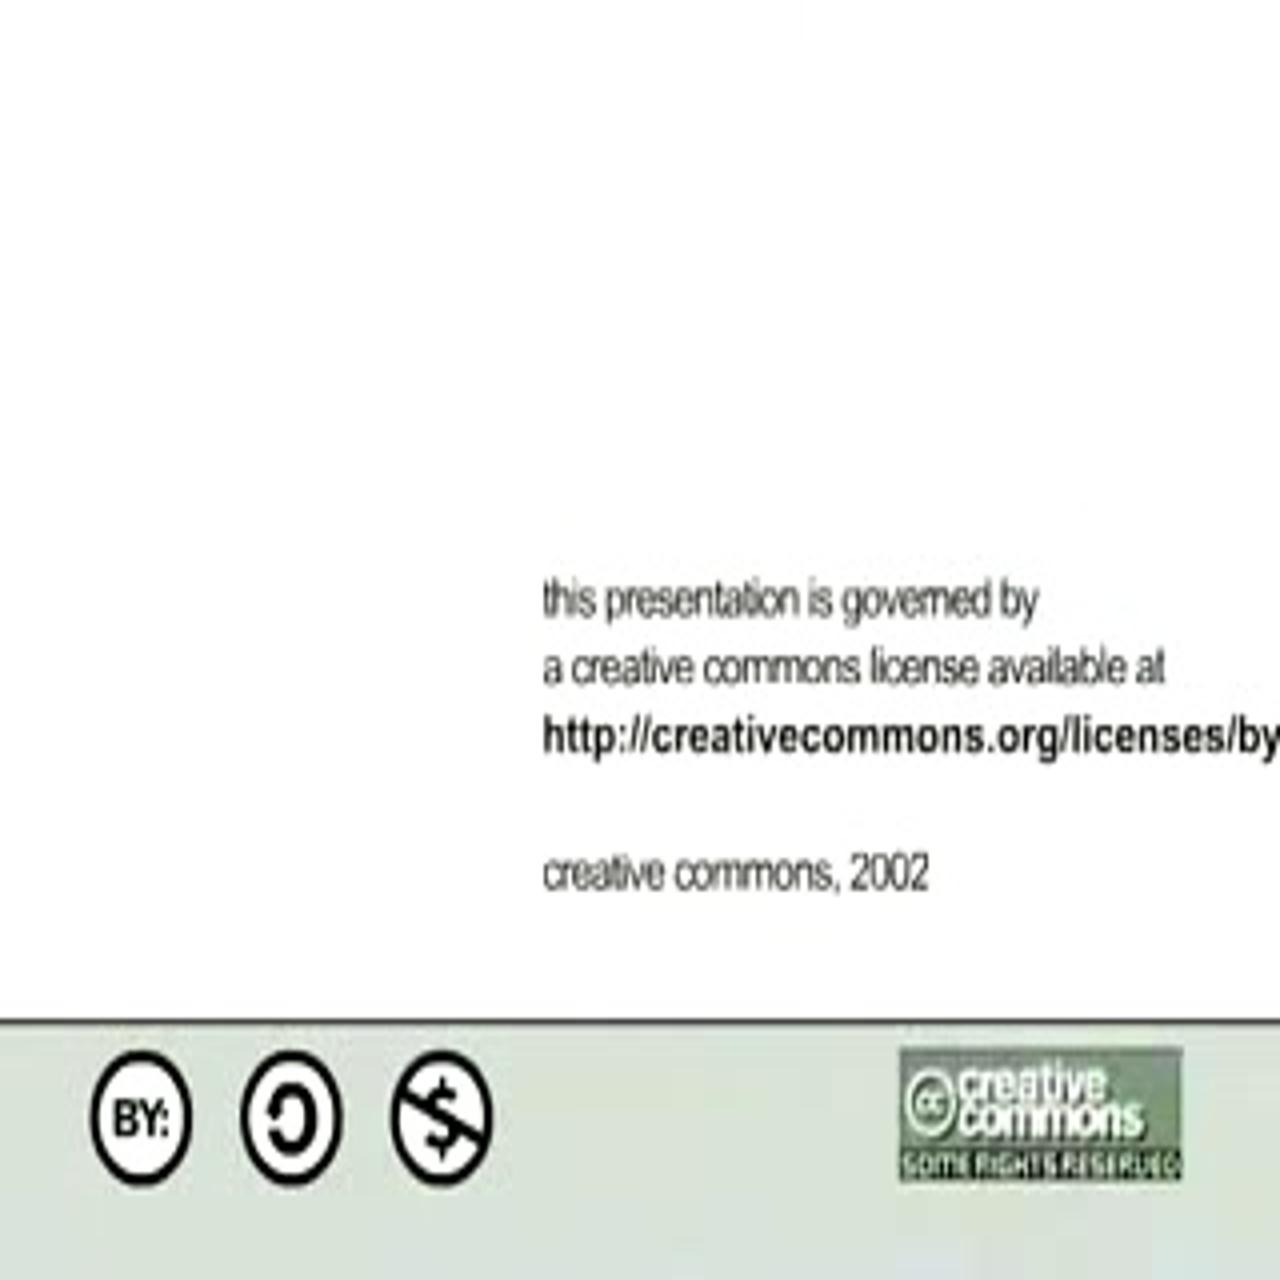 this presentation is governed by
a creative commons license available at
http://creativecommons.org/licenses/by
creative commons, 2002
BY:
$
cc creative
commons
SOME RIGHTS RESERVED